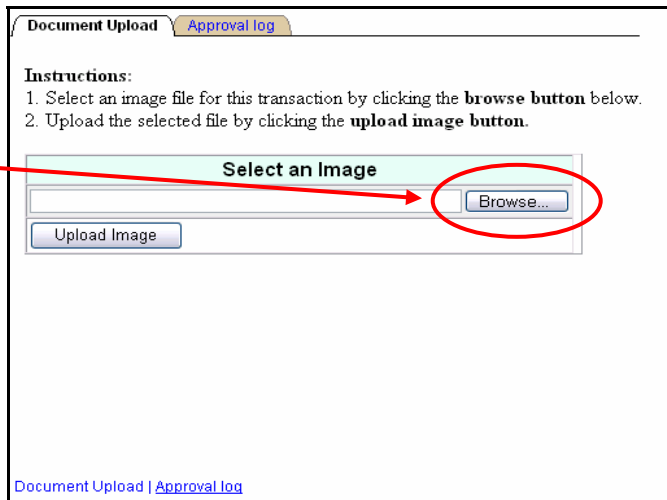 Document Upload Approval log
Instructions:
1. Select an image file for this transaction by clicking the browse button below.
2. Upload the selected file by clicking the upload image button.
Select an Image
Browse...
Upload Image
Document Upload | Approval log